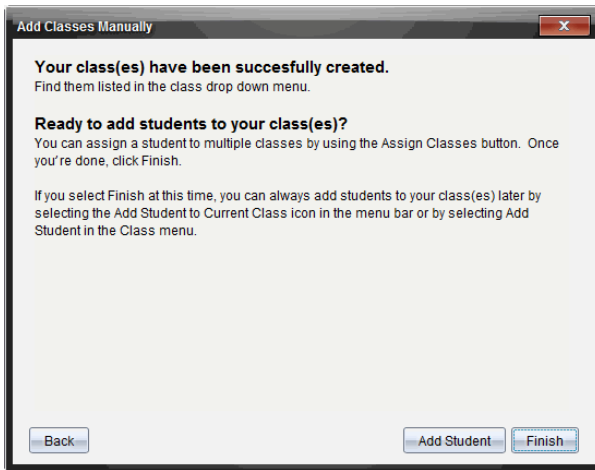 Add Classes Manually
X
Your class(es) have been succesfully created.
Find them listed in the class drop down menu.
Ready to add students to your class(es)?
You can assign a student to multiple classes by using the Assign Classes button. Once
you're done, click Finish.
If you select Finish at this time, you can always add students to your class(es) later by
selecting the Add Student to Current Class icon in the menu bar or by selecting Add
Student in the Class menu.
Back
Add Student
Finish